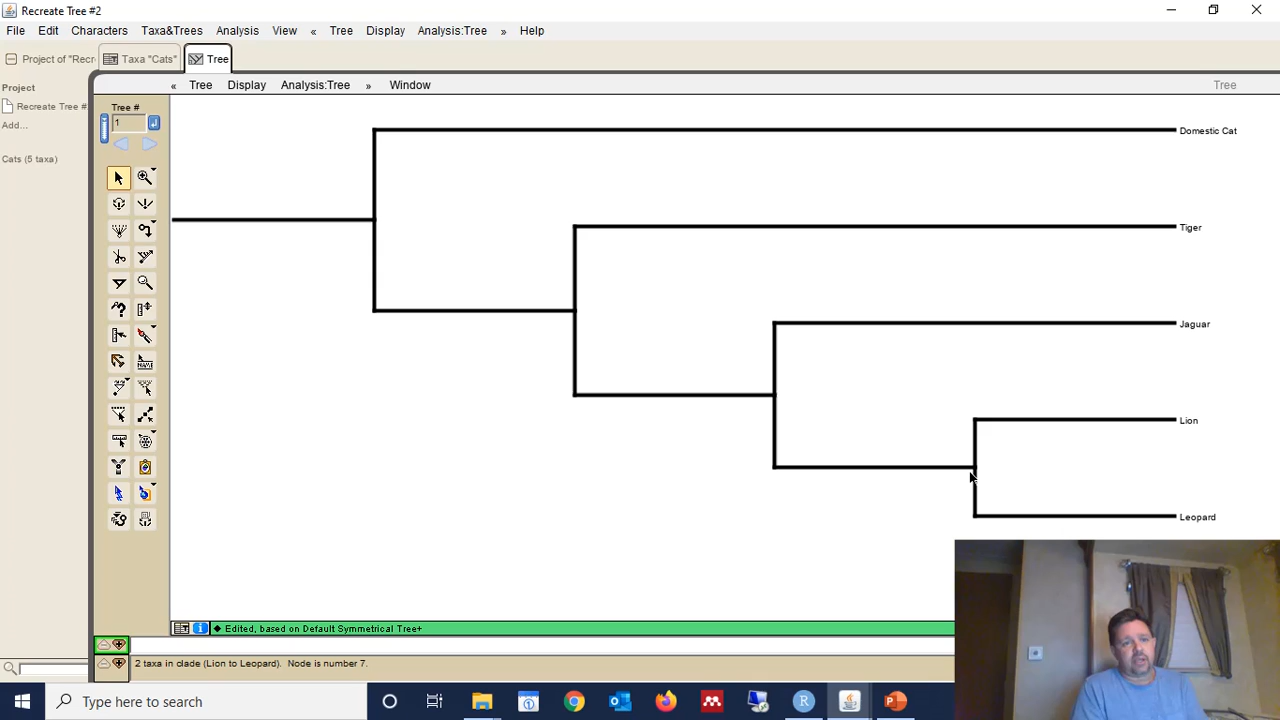 Recreate Tree #2
File Edit Characters Taxa&Trees Analysis View « Tree Display Analysis:Tree » Help
Project of "Recr Taxa "Cats" Tree
« Tree Display Analysis:Tree » Window Tree
Project
Recreate Tree #
Add...
Cats (5 taxa)
Tree #
1
Domestic Cat
Tiger
Jaguar
Lion
Leopard
NAME
Edited, based on Default Symmetrical Tree+
2 taxa in clade (Lion to Leopard). Node is number 7.
Type here to search